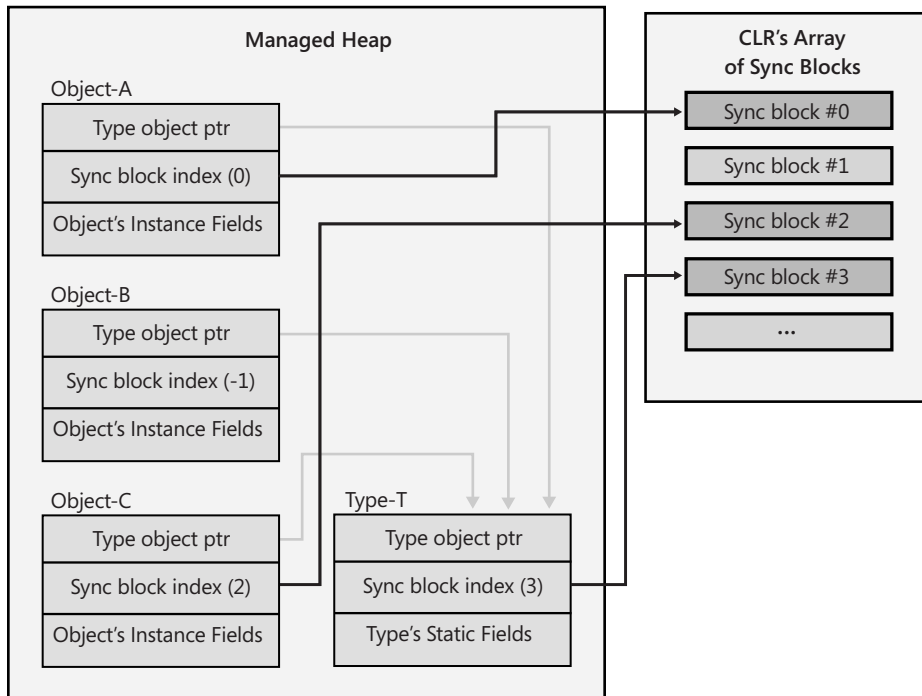 Managed Heap
Object-A
Type object ptr
Sync block index (0)
Object’s Instance Fields
Object-B
Type object ptr
Sync block index (-1)
Object’s Instance Fields
Object-C
Type object ptr
Sync block index (2)
Object’s Instance Fields
Type-T
Type object ptr
Sync block index (3)
Type’s Static Fields
CLR’s Array
of Sync Blocks
Sync block #0
Sync block #1
Sync block #2
Sync block #3
...